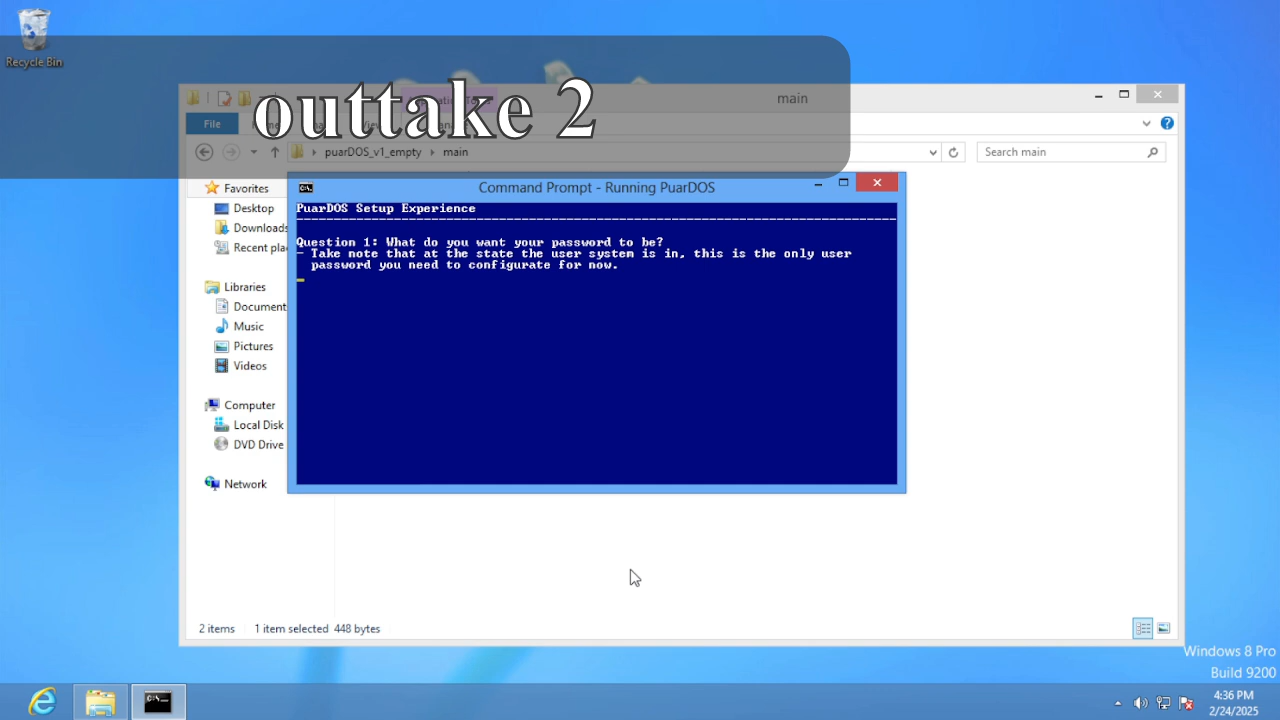 Recycle Bin
outtake 2
main
File
puarDOS_v1_empty
main
Search main
Favorites
Desktop
Downloads
Recent plac
Libraries
Document
Music
Pictures
Videos
Computer
Local Disk
DVD Drive
Network
Command Prompt - Running PuarDOS
PuarDOS Setup Experience
Question 1: What do you want your password to be?
- Take note that at the state the user system is in, this is the only user
password you need to configurate for now.
2 items 1 item selected 448 bytes
Windows 8 Pro
Build 9200
4:36 PM
2/24/2025